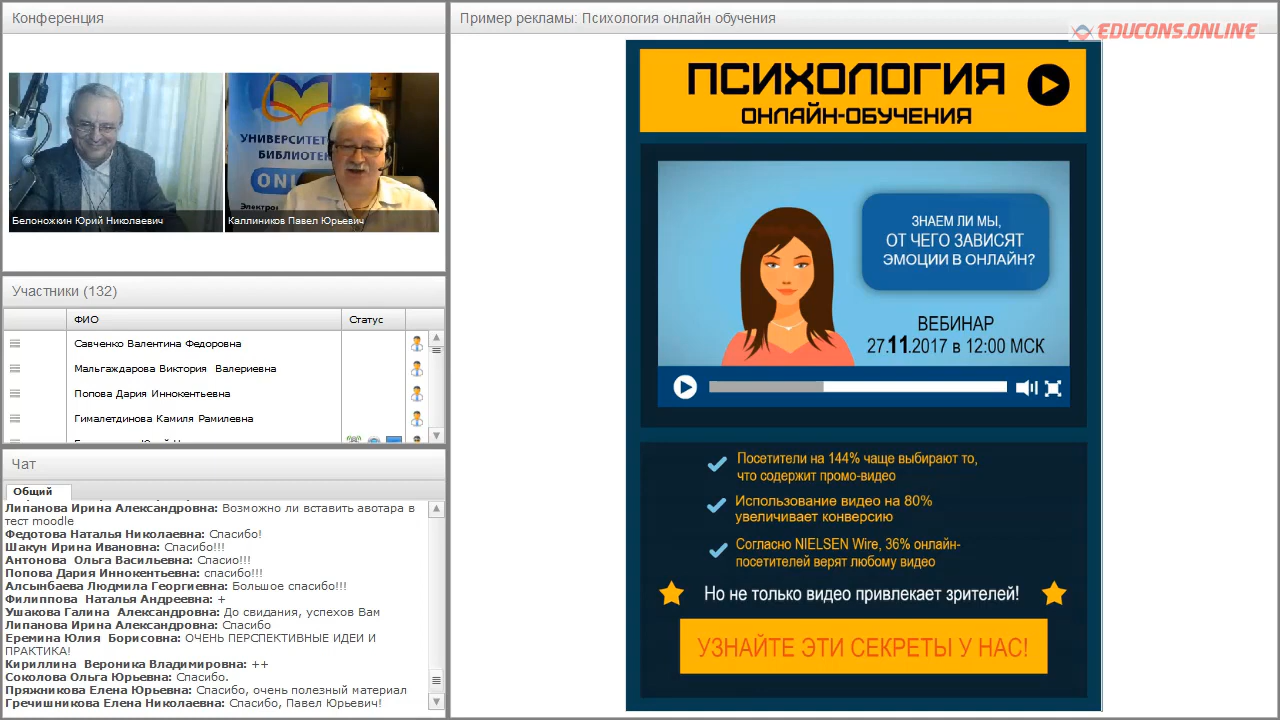 Конференция
Белоножкин Юрий Николаевич
УНИВЕРСИТЕТ
БИБЛИОТЕК
ONL
Электрон
Каллиников Павел Юрьевич
Участники (132)
ФИО
Статус
Савченко Валентина Федоровна
Мальгаждарова Виктория Валериевна
Попова Дария Иннокентьевна
Гималетдинова Камиля Рамилевна
Чат
Общий
Липанова Ирина Александровна: возможно ли вставить авотара в
тест moodle
Федотова Наталья Николаевна: Спасибо!
Шакун Ирина Ивановна: Спасибо!!!
Антонова Ольга Васильевна: Спасио!!!
Попова Дария Иннокентьевна: спасибо!!!
Алсынбаева Людмила Георгиевна: Большое спасибо!!!
Филиппова Наталья Андреевна: +
Ушакова Галина Александровна: До свидания, успехов Вам
Липанова Ирина Александровна: Спасибо
Еремина Юлия Борисовна: ОЧЕНЬ ПЕРСПЕКТИВНЫЕ ИДЕИ И
ПРАКТИКА!
Кириллина Вероника Владимировна: ++
Соколова Ольга Юрьевна: Спасибо.
Пряжникова Елена Юрьевна: Спасибо, очень полезный материал
Гречишникова Елена Николаевна: Спасибо, Павел Юрьевич!
Пример рекламы: Психология онлайн обучения
EDUCONS.ONLINE
ПСИХОЛОГИЯ
ОНЛАЙН-ОБУЧЕНИЯ
ЗНАЕМ ЛИ МЫ,
ОТ ЧЕГО ЗАВИСЯТ
ЭМОЦИИ В ОНЛАЙН?
ВЕБИНАР
27.11.2017 в 12:00 МСК
Посетители на 144% чаще выбирают то,
что содержит промо-видео
Использование видео на 80%
увеличивает конверсию
Согласно NIELSEN Wire, 36% онлайн-
посетителей верят любому видео
Но не только видео привлекает зрителей!
УЗНАЙТЕ ЭТИ СЕКРЕТЫ У НАС!